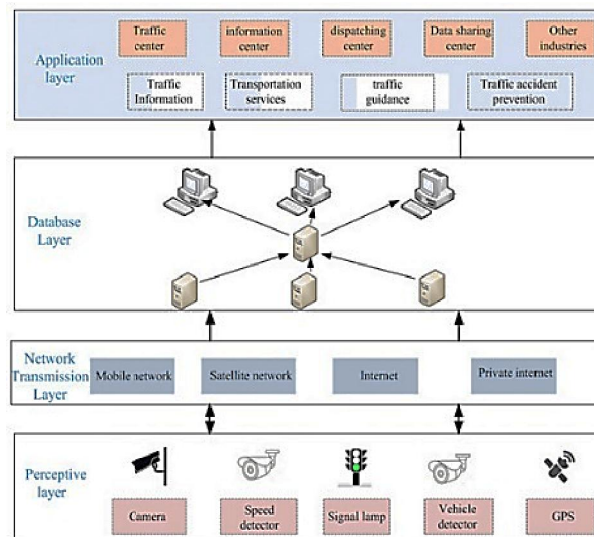 Traffic center
information center
dispatching center
Data sharing center
Other industries
Application layer
Traffic Information
Transportation services
traffic guidance
Traffic accident prevention
Database Layer
Network Transmission Layer
Mobile network
Satellite network
Internet
Private internet
Perceptive layer
Camera
Speed detector
Signal lamp
Vehicle detector
GPS